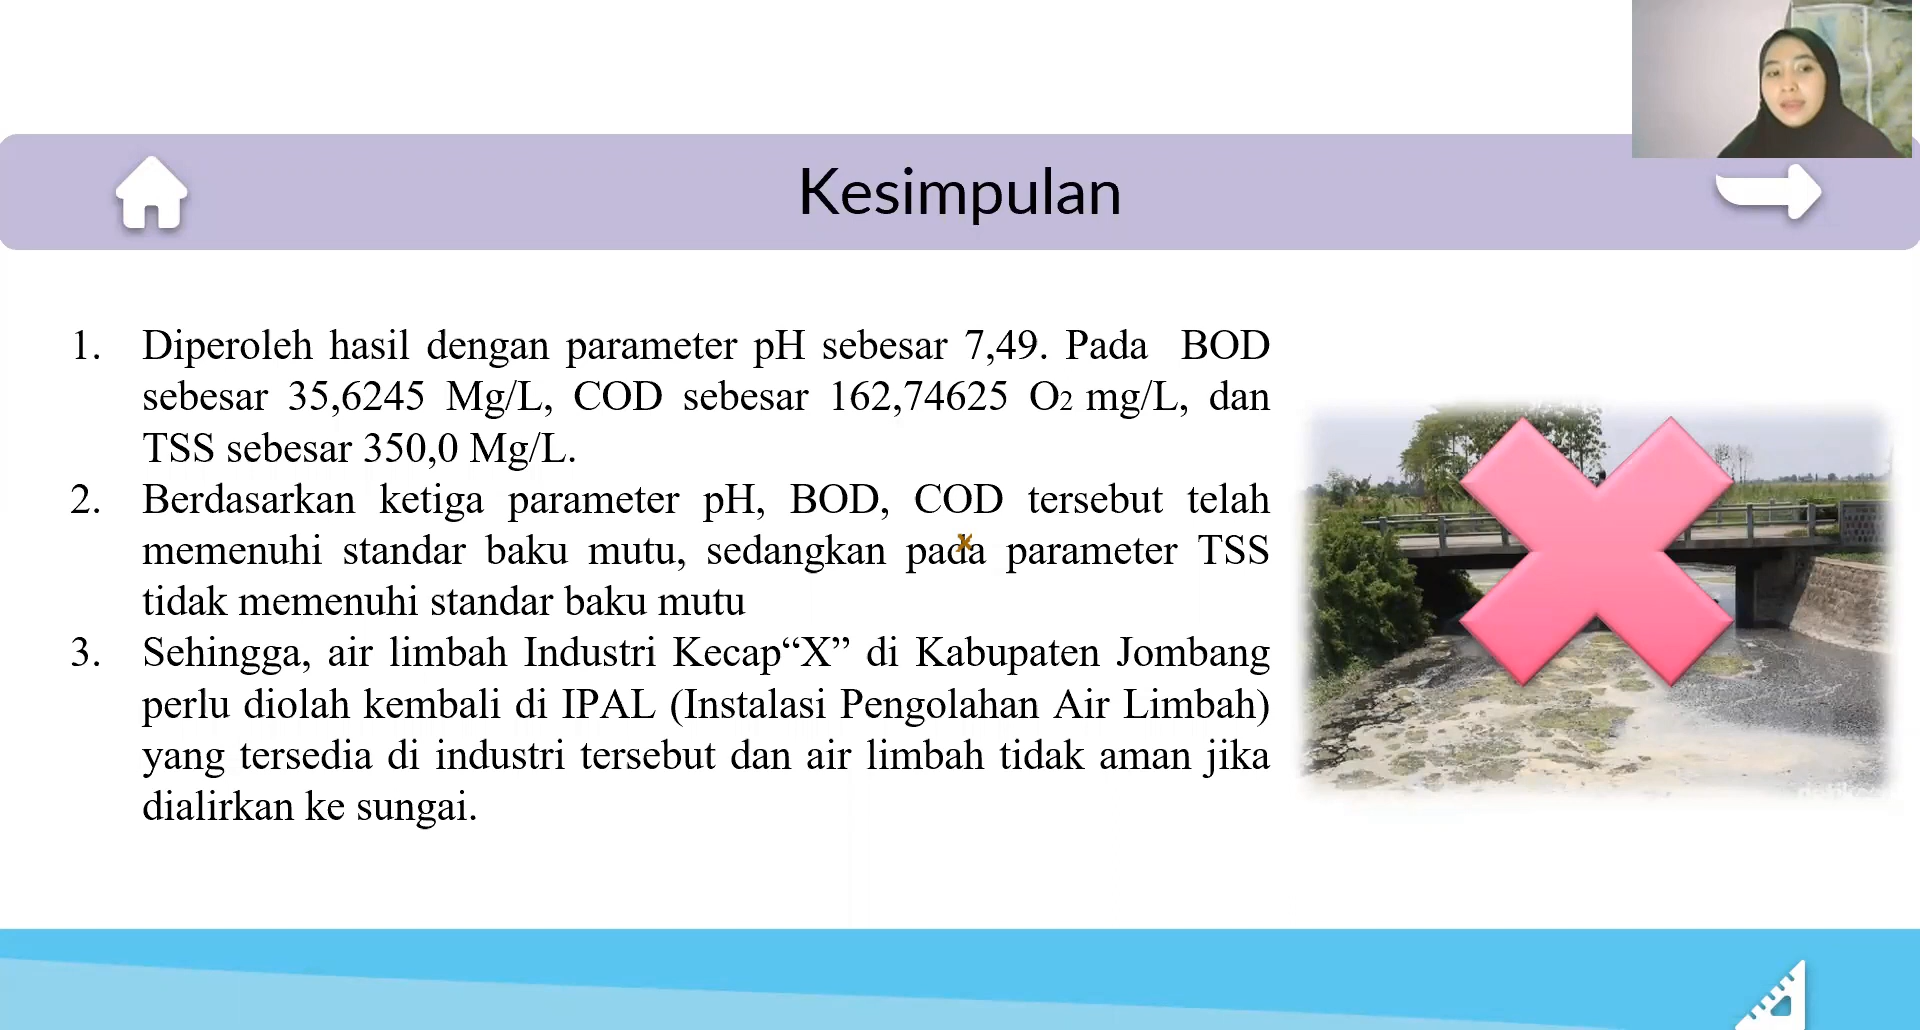 Kesimpulan
1. Diperoleh hasil dengan parameter pH sebesar 7,49. Pada BOD
sebesar 35,6245 Mg/L, COD sebesar 162,74625 O2 mg/L, dan
TSS sebesar 350,0 Mg/L.
2. Berdasarkan ketiga parameter pH, BOD, COD tersebut telah
memenuhi standar baku mutu, sedangkan pada parameter TSS
tidak memenuhi standar baku mutu
3. Sehingga, air limbah Industri Kecap“X” di Kabupaten Jombang
perlu diolah kembali di IPAL (Instalasi Pengolahan Air Limbah)
yang tersedia di industri tersebut dan air limbah tidak aman jika
dialirkan ke sungai.